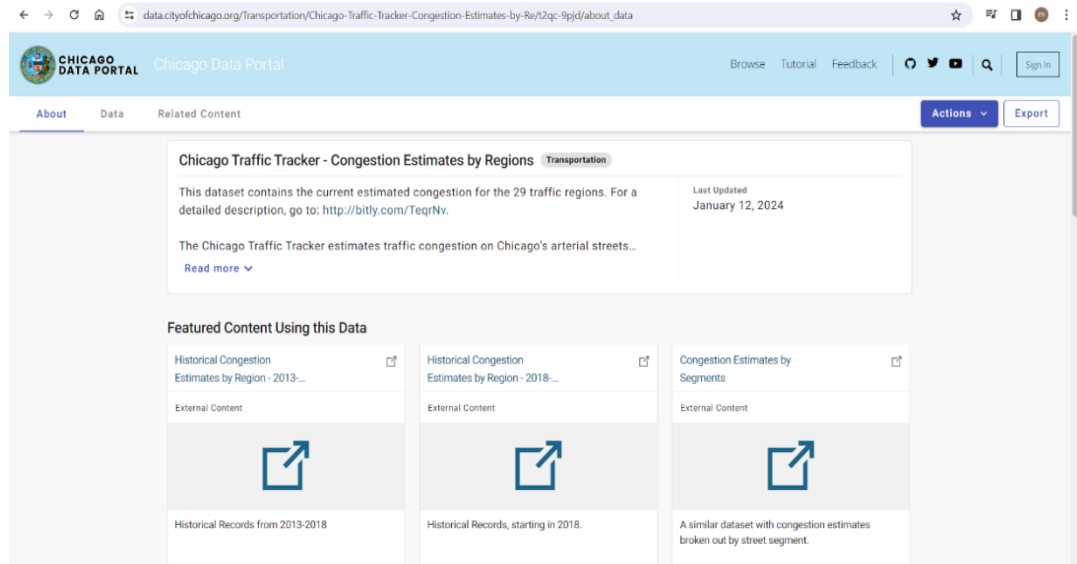 data.cityofchicago.org/Transportation/Chicago-Traffic-Tracker-Congestion-Estimates-by-Re/t2qc-9pjd/about_data
m
CHICAGO
DATA PORTAL
Chicago Data Portal
Browse Tutorial Feedback
Sign In
About Data Related Content
Actions Export
Chicago Traffic Tracker - Congestion Estimates by Regions Transportation
This dataset contains the current estimated congestion for the 29 traffic regions. For a
detailed description, go to: http://bitly.com/TeqrNv.
The Chicago Traffic Tracker estimates traffic congestion on Chicago's arterial streets...
Read more
Last Updated
January 12, 2024
Featured Content Using this Data
Historical Congestion
Estimates by Region - 2013-...
External Content
Historical Records from 2013-2018
Historical Congestion
Estimates by Region - 2018-...
External Content
Historical Records, starting in 2018.
Congestion Estimates by
Segments
External Content
A similar dataset with congestion estimates
broken out by street segment.